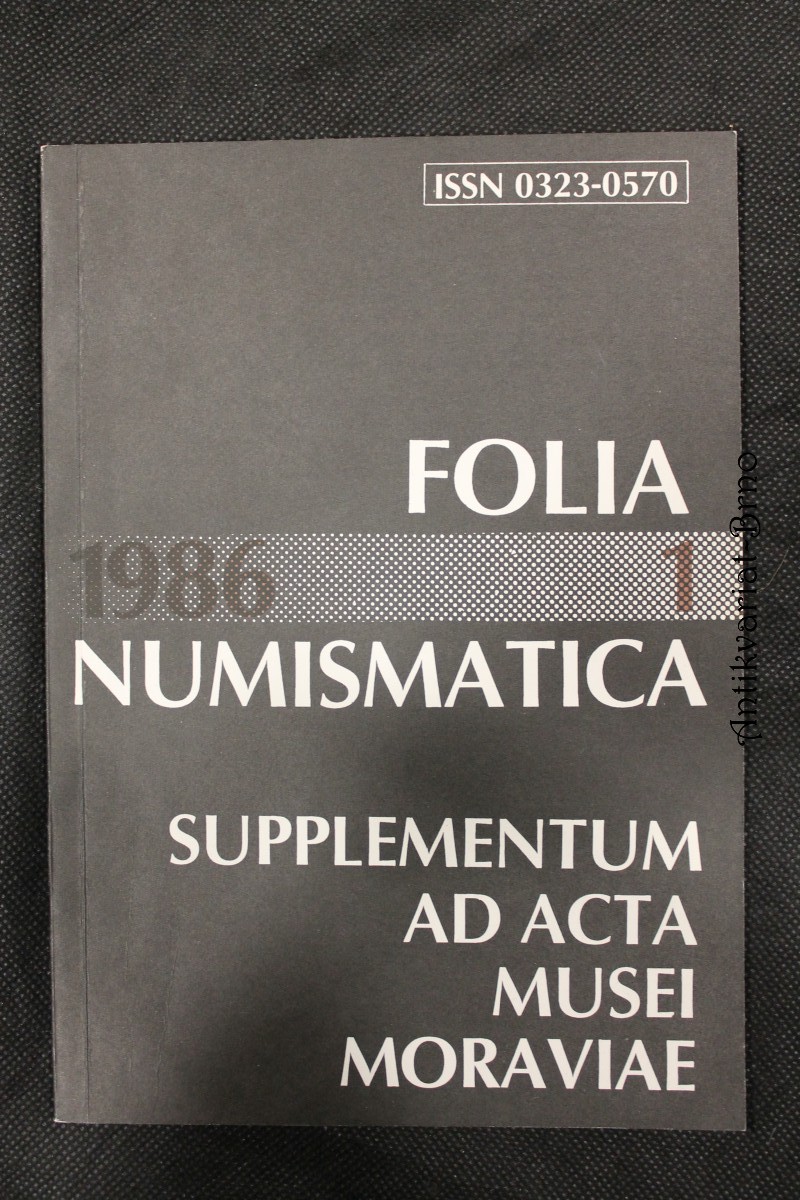 ISSN 0323-0570
FOLIA
1986 1
NUMISMATICA
SUPPLEMENTUM
AD ACTA
MUSEI
MORAVIAE
Antikvariat-Brno